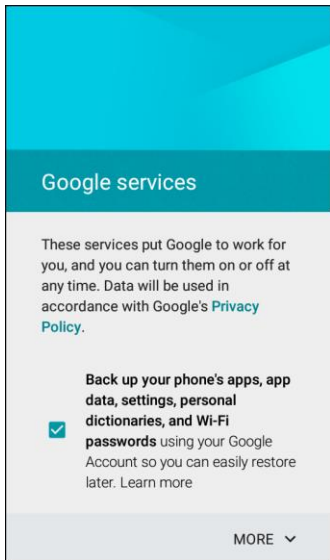 Google services
These services put Google to work for
you, and you can turn them on or off at
any time. Data will be used in
accordance with Google's Privacy
Policy.
Back up your phone's apps, app
data, settings, personal
dictionaries, and Wi-Fi
passwords using your Google
Account so you can easily restore
later. Learn more
MORE